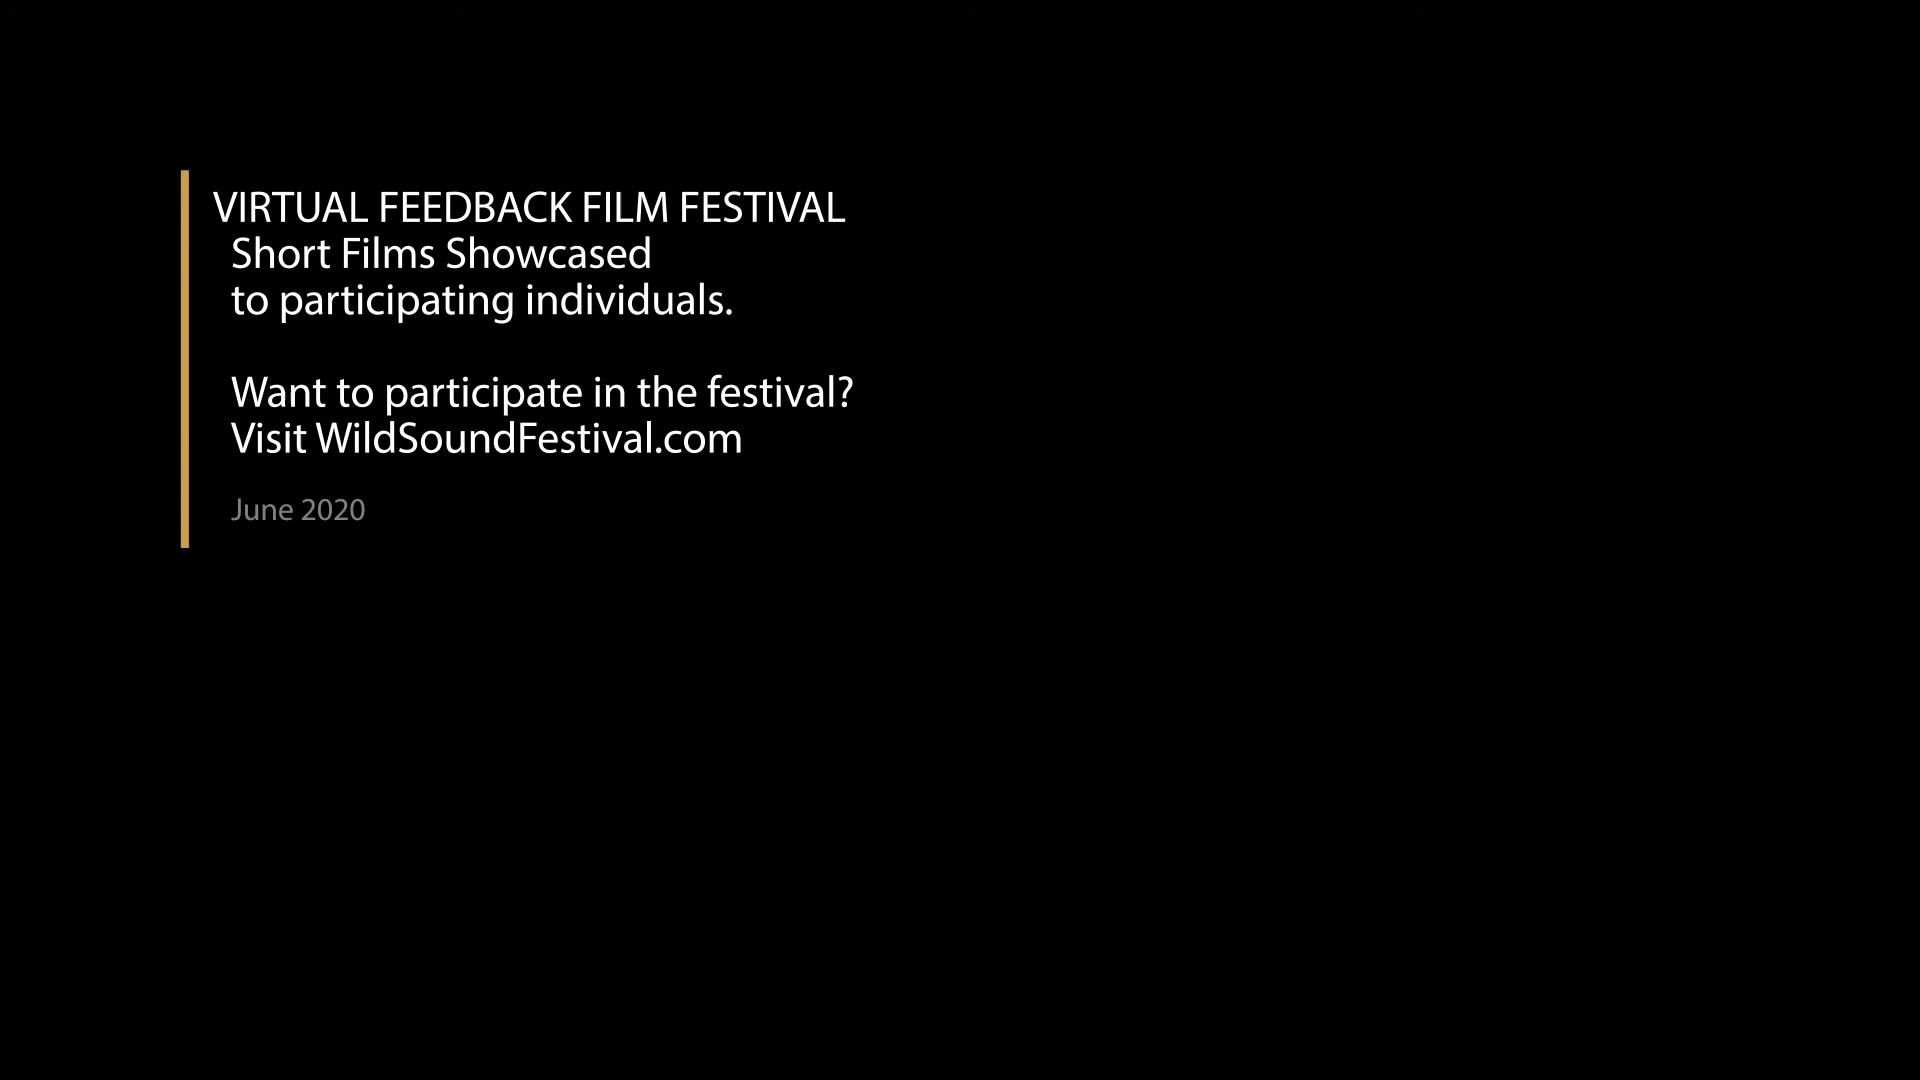 VIRTUAL FEEDBACK FILM FESTIVAL
Short Films Showcased
to participating individuals.
Want to participate in the festival?
Visit WildSoundFestival.com
June 2020